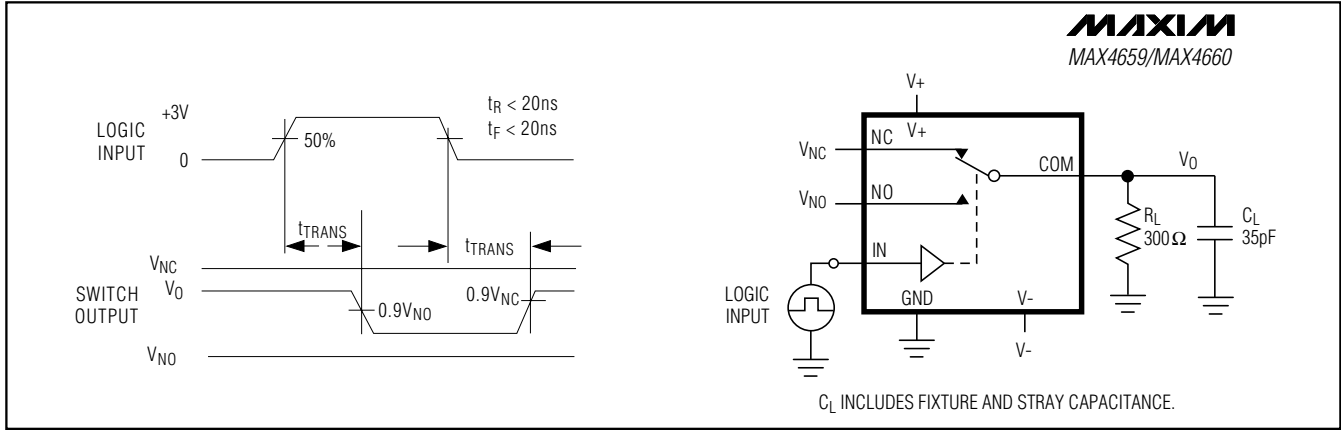 MAXIM
MAX4659/MAX4660
LOGIC
INPUT
+3V
0
50%
tR < 20ns
tF < 20ns
tTRANS
tTRANS
VNC
SWITCH
OUTPUT
VO
0.9VNO
0.9VNC
VNO
V+
V+
VNC
NC
VNO
NO
COM
VO
IN
RL
300Ω
CL
35pF
LOGIC
INPUT
GND
V-
V-
CL INCLUDES FIXTURE AND STRAY CAPACITANCE.